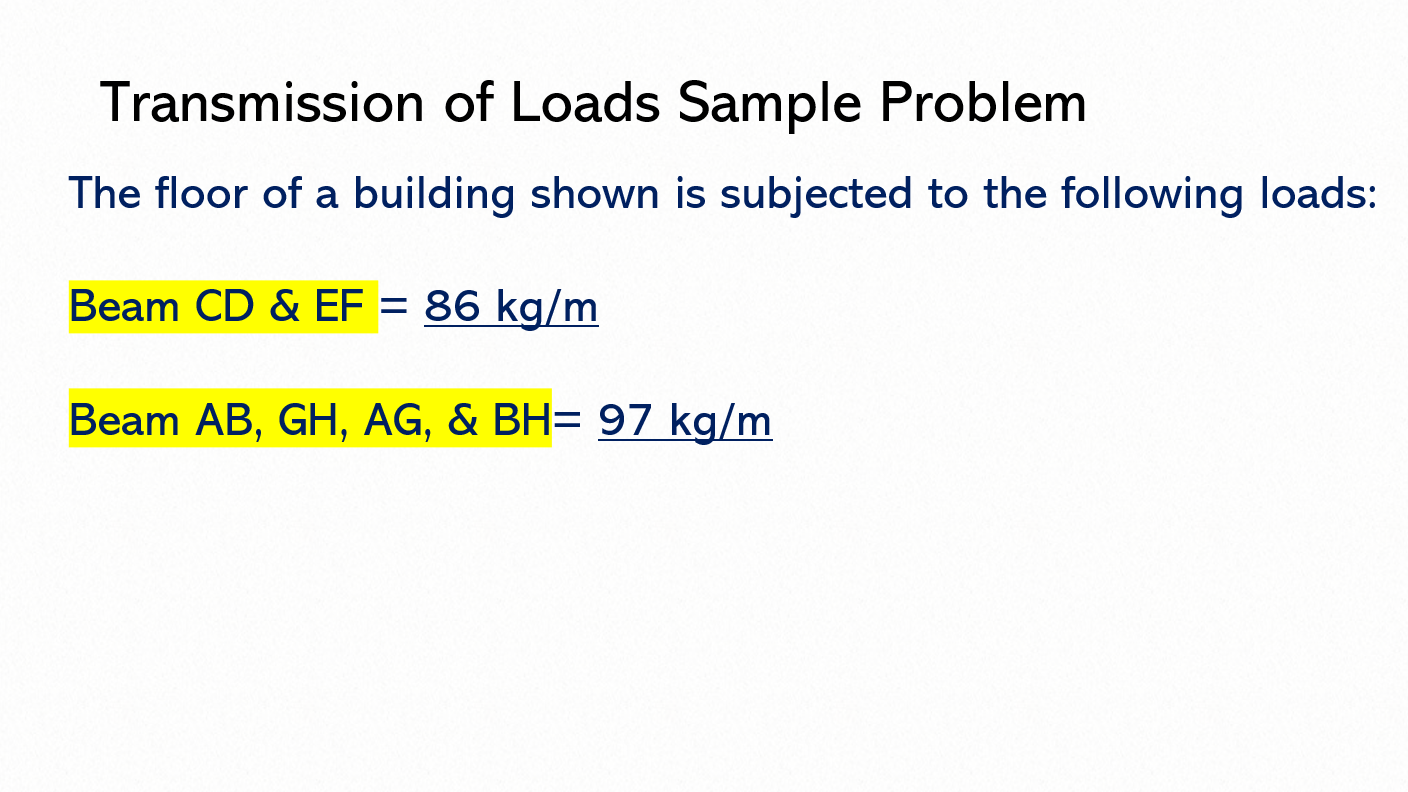 Transmission of Loads Sample Problem
The floor of a building shown is subjected to the following loads:
Beam CD & EF = 86 kg/m
Beam AB, GH, AG, & BH= 97 kg/m